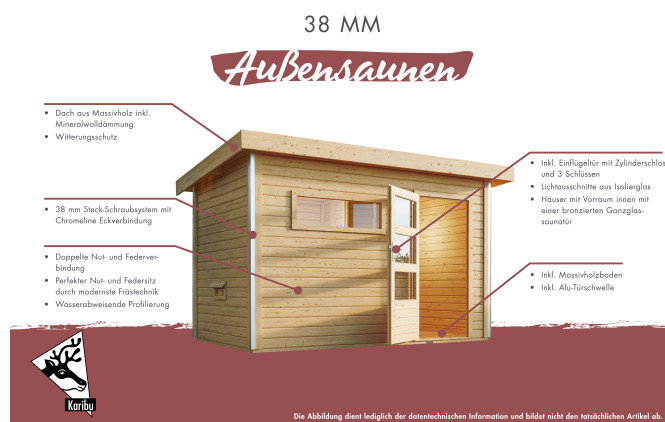 38 MM
Außensaunen
• Dach aus Massivholz inkl.
Mineralwolldämmung
• Witterungsschutz
• 38 mm Steck-Schraubsystem mit
Chromeline Eckverbindung
• Doppelte Nut- und Federver-
bindung
• Perfekter Nut- und Federsitz
durch modernste Frästechnik
• Wasserabweisende Profilierung
• Inkl. Einflügeltür mit Zylinderschlos
und 3 Schlüssen
• Lichtausschnitte aus Isolierglas
• Häuser mit Vorraum innen mit
einer bronzierten Ganzglas-
saunatür
• Inkl. Massivholzboden
• Inkl. Alu-Türschwelle
Karibu
Die Abbildung dient lediglich der datentechnischen Information und bildet nicht den tatsächlichen Artikel ab.